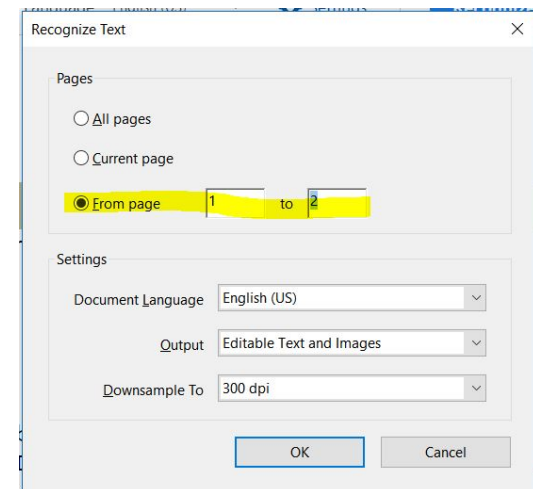 Recognize Text
Pages
All pages
Current page
From page 1 to 2
Settings
Document Language English (US)
Output Editable Text and Images
Downsample To 300 dpi
OK Cancel